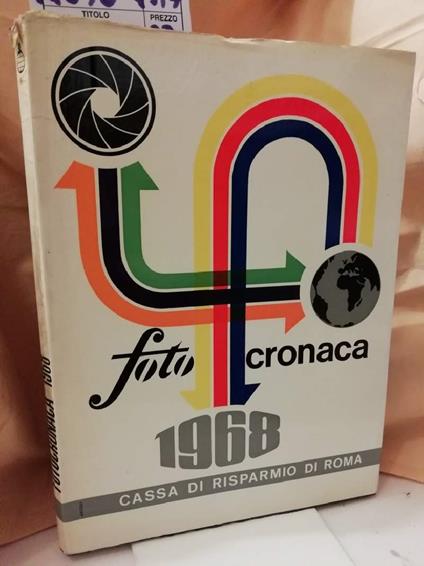 TITOLO PREZZO
foto cronaca
1968
CASSA DI RISPARMIO DI ROMA
FOTOCRONACA 1968